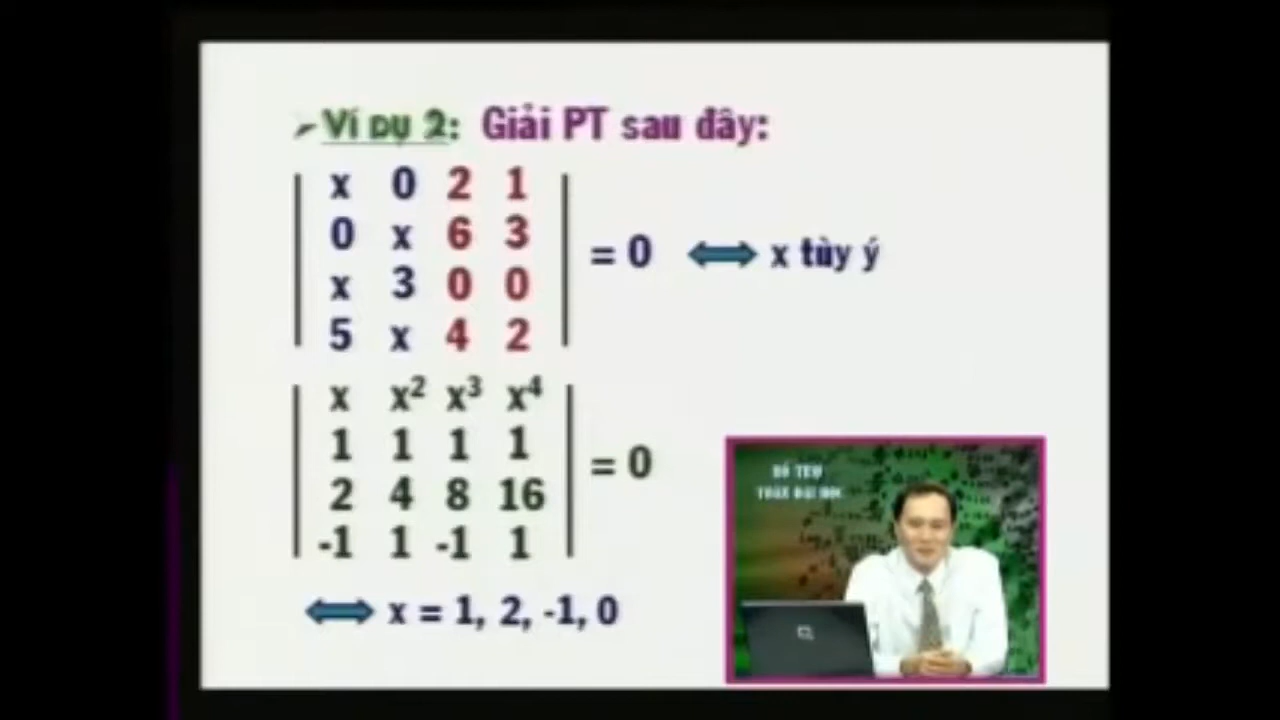 Ví dụ 2: Giải PT sau đây:
x 0 2 1
0 x 6 3
x 3 0 0
5 x 4 2
= 0 ⟺ x tùy ý
x x² x³ x⁴
1 1 1 1
2 4 8 16
-1 1 -1 1
= 0
⟺ x = 1, 2, -1, 0